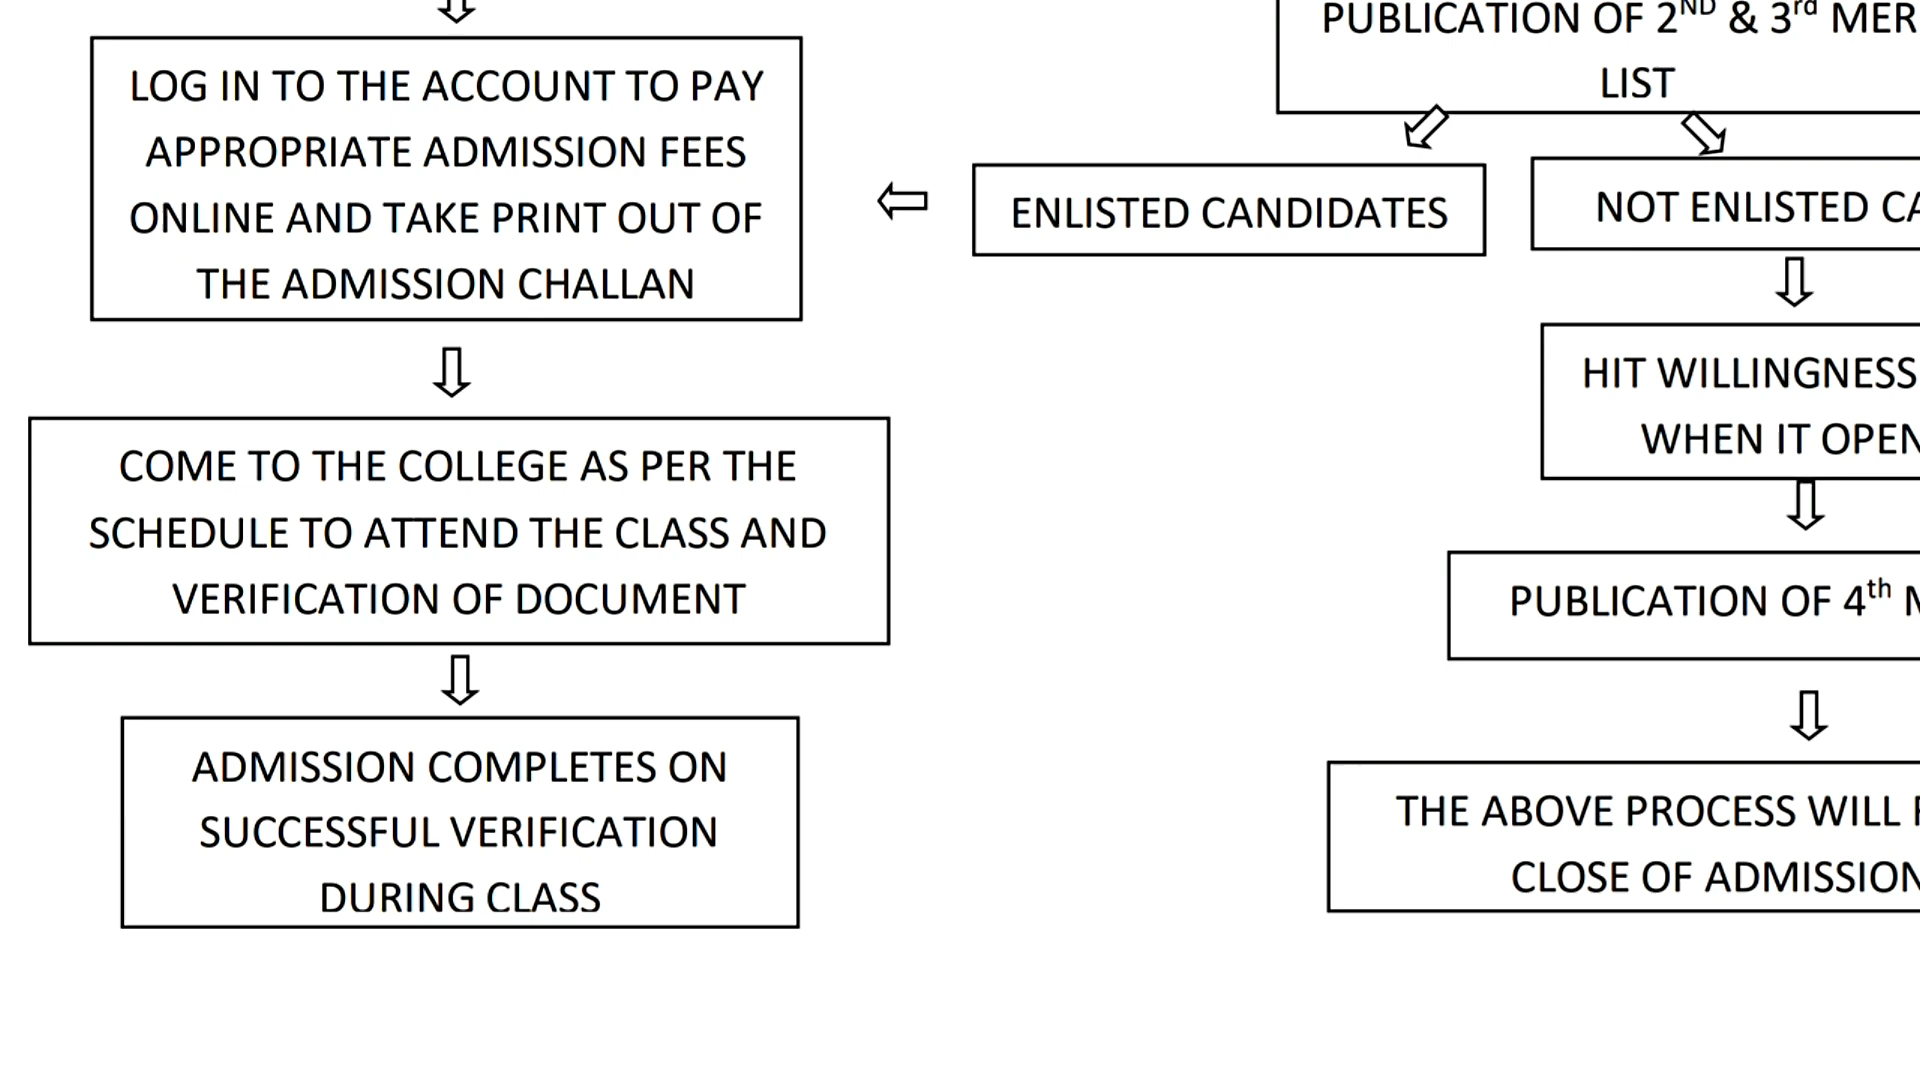 LOG IN TO THE ACCOUNT TO PAY
APPROPRIATE ADMISSION FEES
ONLINE AND TAKE PRINT OUT OF
THE ADMISSION CHALLAN
COME TO THE COLLEGE AS PER THE
SCHEDULE TO ATTEND THE CLASS AND
VERIFICATION OF DOCUMENT
ADMISSION COMPLETES ON
SUCCESSFUL VERIFICATION
DURING CLASS
PUBLICATION OF 2ND & 3rd
LIST
ENLISTED CANDIDATES
NOT ENLISTED
HIT WILLINGNESS
WHEN IT
PUBLICATION OF 4th
THE ABOVE PROCESS WILL
CLOSE OF ADMISSION